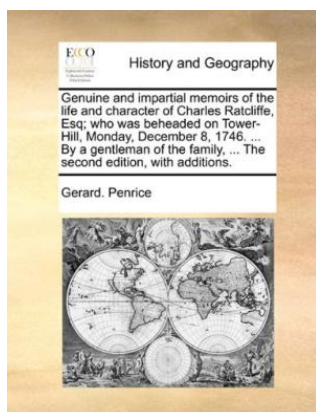 ECCO
History and Geography
Genuine and impartial memoirs of the
life and character of Charles Ratcliffe,
Esq; who was beheaded on Tower-
Hill, Monday, December 8, 1746. ...
By a gentleman of the family, ... The
second edition, with additions.
Gerard. Penrice